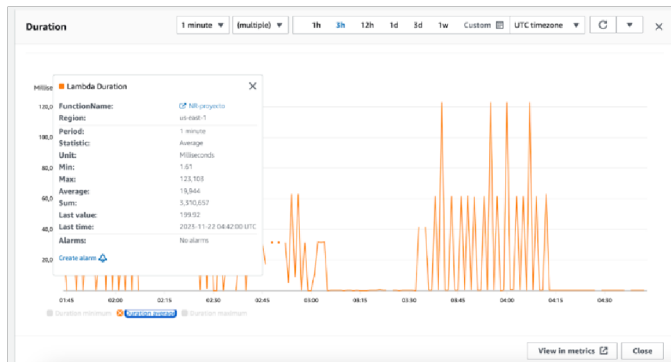 Duration
1 minute ▼ (multiple) ▼ 1h 3h 12h 1d 3d 1w Custom UTC timezone ▼
Millise
Lambda Duration
120,0
FunctionName: NR-proyecto
Region: us-east-1
Period: 1 minute
Statistic: Average
100,0
Unit: Milliseconds
Min: 1.61
80,0
Max: 123,103
Average: 19,944
60,0
Sum:
Last value: 199.92
40,0
Last time: 2023-11-22 04:42:00 UTC
Alarms: No alarms
20,0
Create alarm
01:45 02:00 02:15 02:30 02:45 03:00 03:15 03:30 03:45 04:00 04:15 04:30
Duration minimum Duration average Duration maximum
View in metrics Close